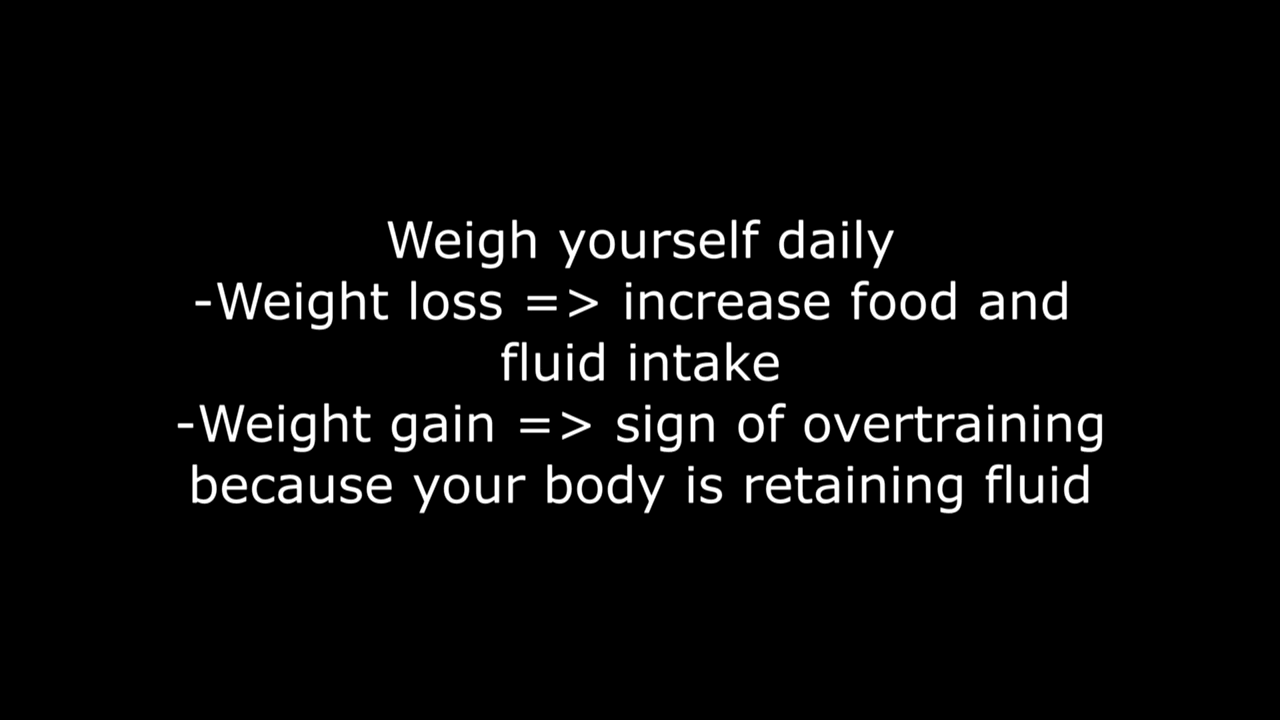 Weigh yourself daily
-Weight loss => increase food and
fluid intake
-Weight gain => sign of overtraining
because your body is retaining fluid